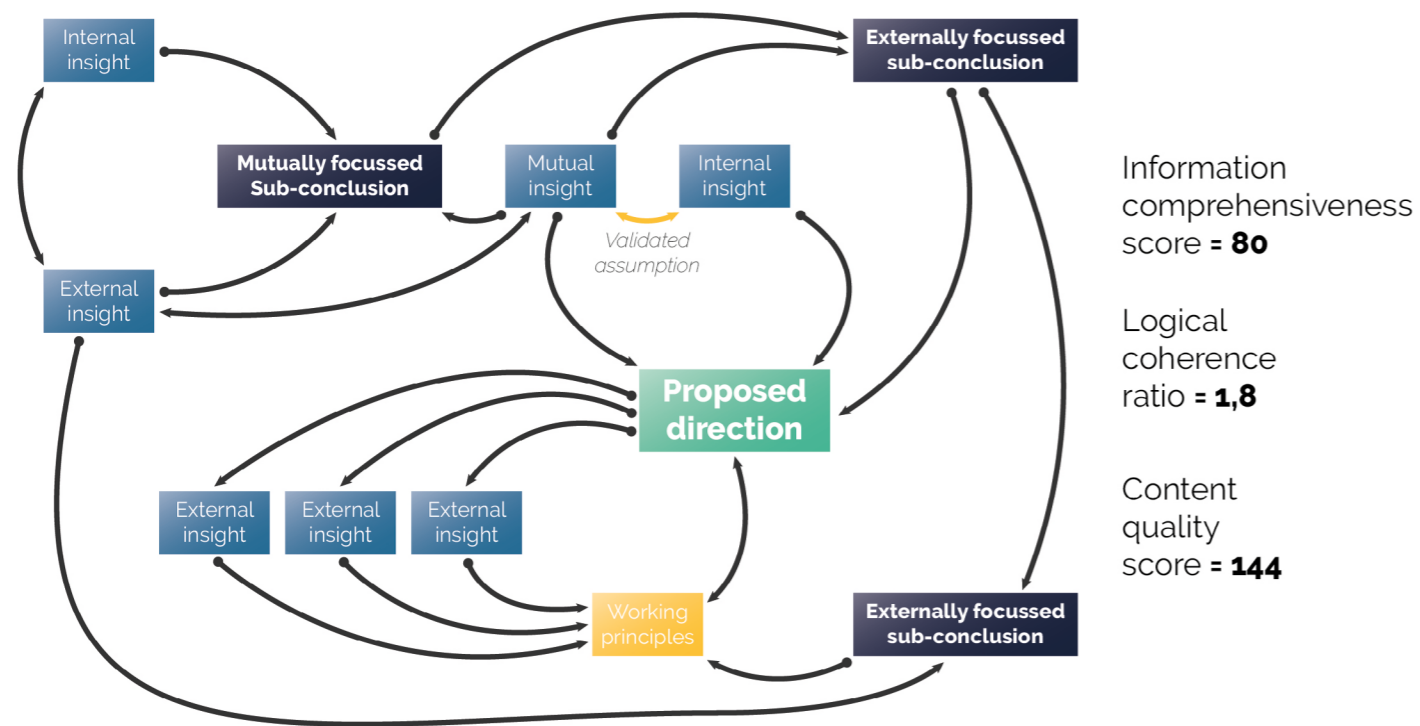 Internal
insight
Externally focussed
sub-conclusion
Mutually focussed
Sub-conclusion
Mutual
insight
Internal
insight
Validated
assumption
External
insight
Proposed
direction
External
insight
External
insight
External
insight
Working
principles
Externally focussed
sub-conclusion
Information
comprehensiveness
score = 80
Logical
coherence
ratio = 1,8
Content
quality
score = 144